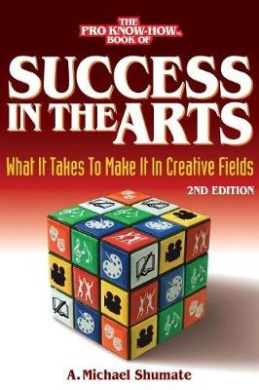 THE
PRO KNOW-HOW™
BOOK OF
SUCCESS
IN THE ARTS
What It Takes To Make It In Creative Fields
2ND EDITION
A. Michael Shumate